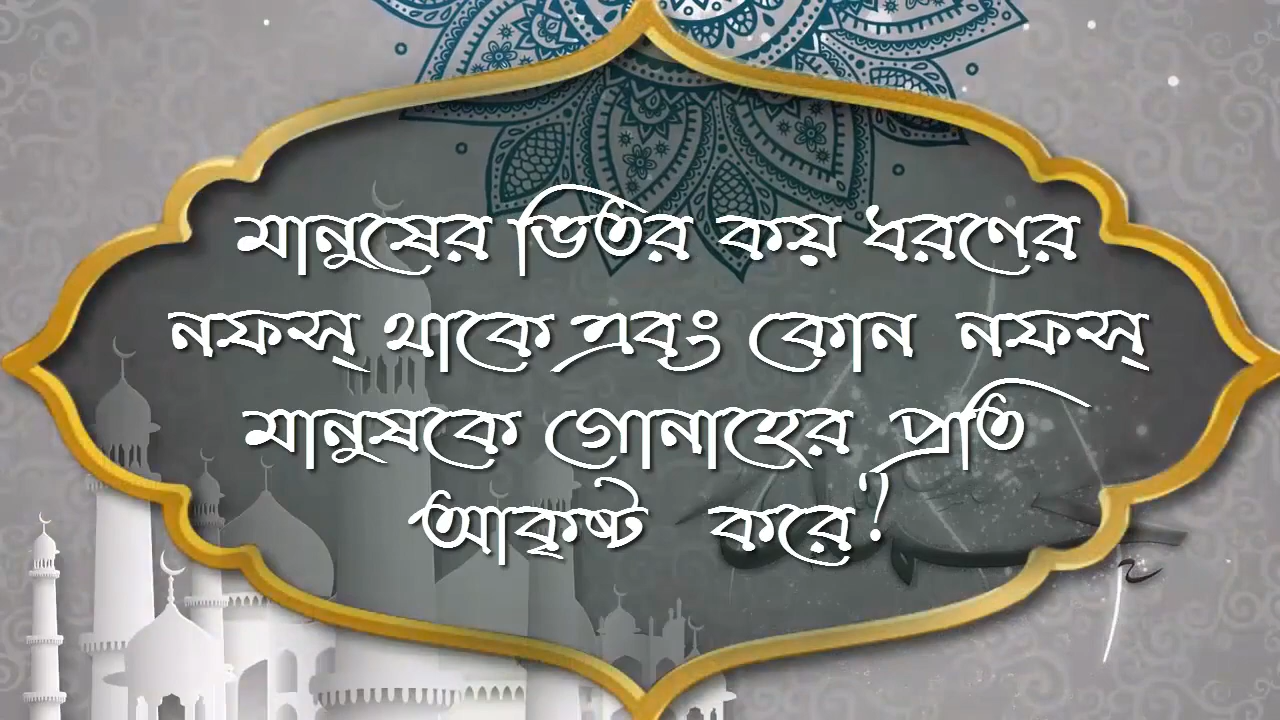 মানুষের ভিতর কয় ধরণের
নফস্ থাকে এবং কোন নফস্
মানুষকে গোনাহের প্রতি
আকৃষ্ট করে?